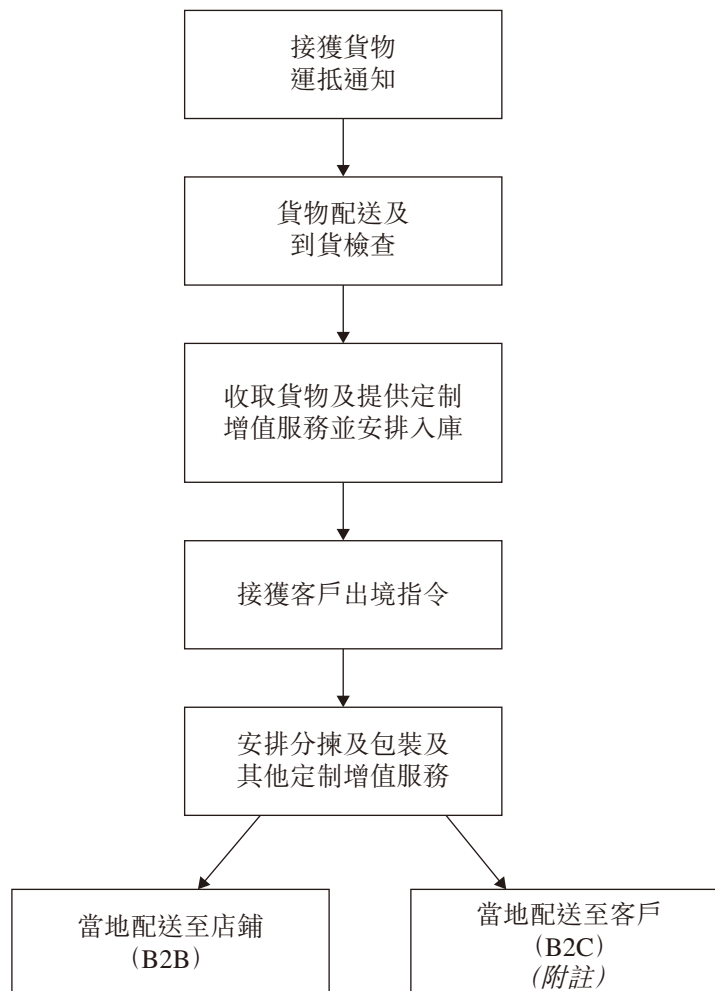 接獲貨物
運抵通知
貨物配送及
到貨檢查
收取貨物及提供定制
增值服務並安排入庫
接獲客戶出境指令
安排分揀及包裝及
其他定制增值服務
當地配送至店鋪
(B2B)
當地配送至客戶
(B2C)
(附註)